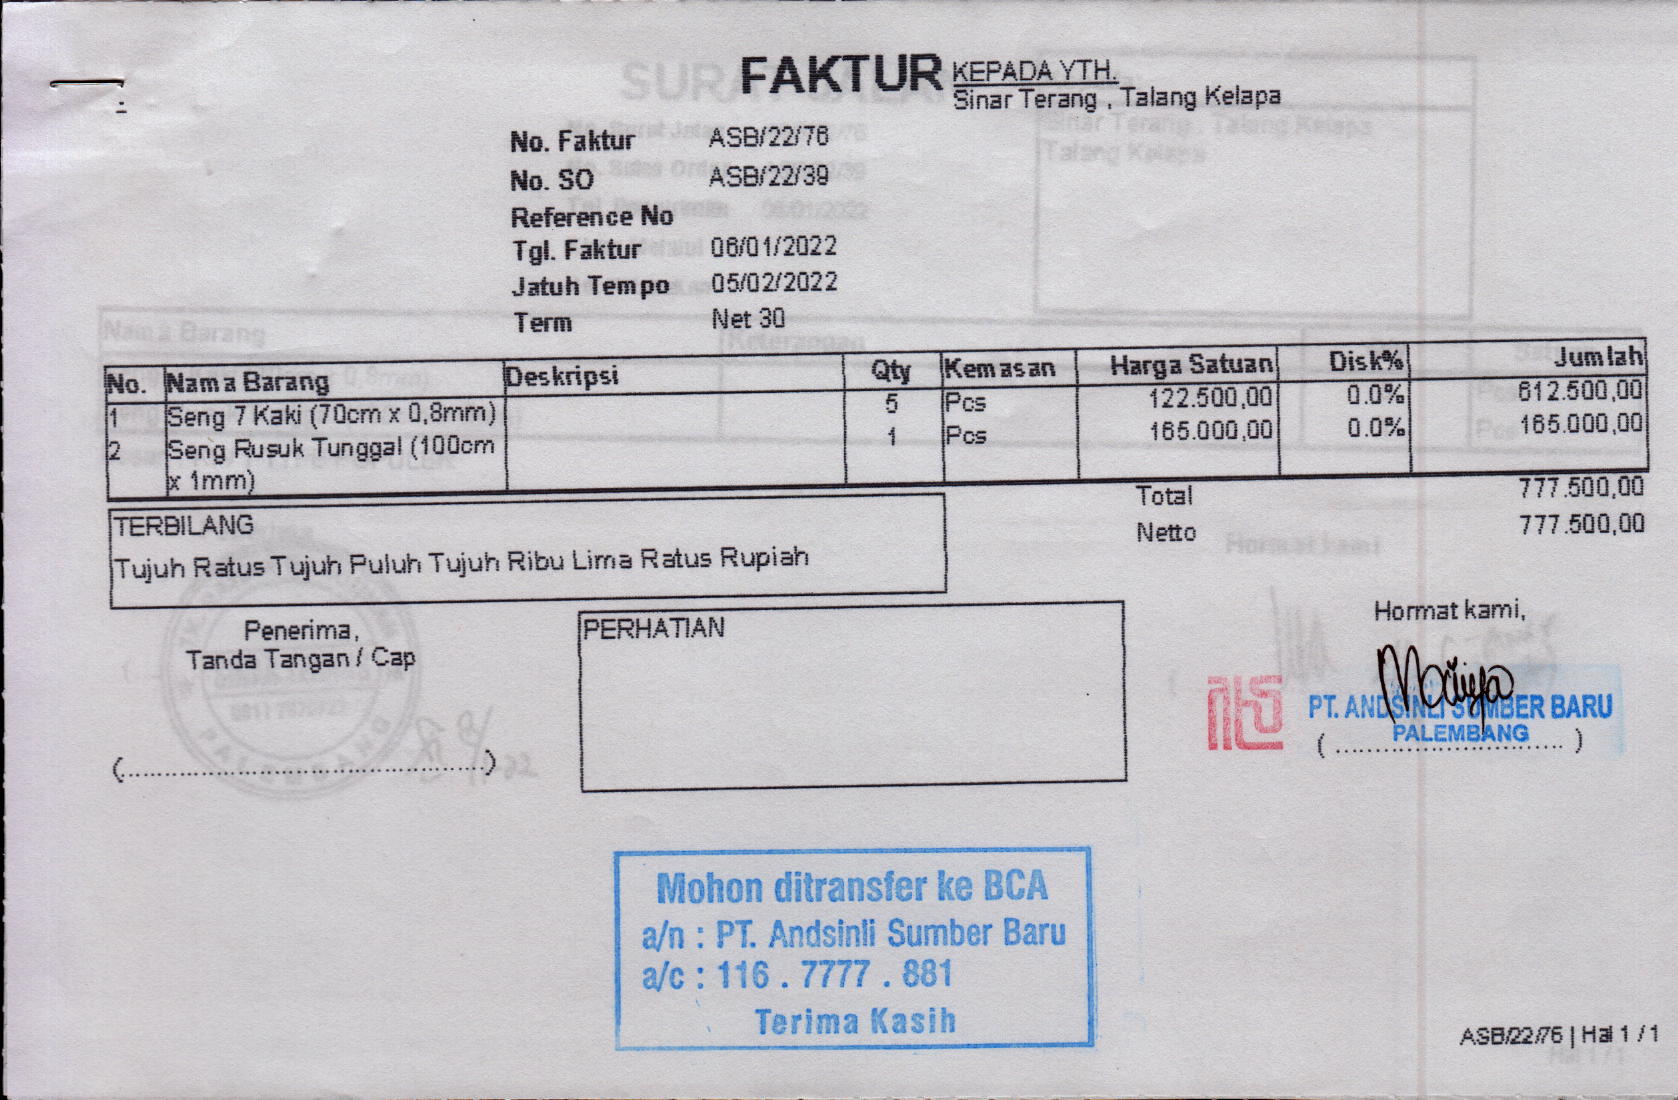 FAKTUR
KEPADA YTH.
Sinar Terang , Talang Kelapa
No. Faktur ASB/22/76
No. SO ASB/22/39
Reference No
Tgl. Faktur 06/01/2022
Jatuh Tempo 05/02/2022
Term Net 30
No. Nama Barang Deskripsi Qty Kemasan Harga Satuan Disk% Jumlah
1 Seng 7 Kaki (70cm x 0,8mm) 5 Pcs 122.500,00 0.0% 612.500,00
2 Seng Rusuk Tunggal (100cm 1 Pcs 165.000,00 0.0% 165.000,00
x 1mm)
Total 777.500,00
Netto 777.500,00
TERBILANG
Tujuh Ratus Tujuh Puluh Tujuh Ribu Lima Ratus Rupiah
Penerima,
Tanda Tangan / Cap
PERHATIAN
Hormat kami,
PT. ANDSINLI SUMBER BARU
PALEMBANG
Mohon ditransfer ke BCA
a/n : PT. Andsinli Sumber Baru
a/c : 116 . 7777 . 881
Terima Kasih
ASB/22/76 | Hal 1 / 1